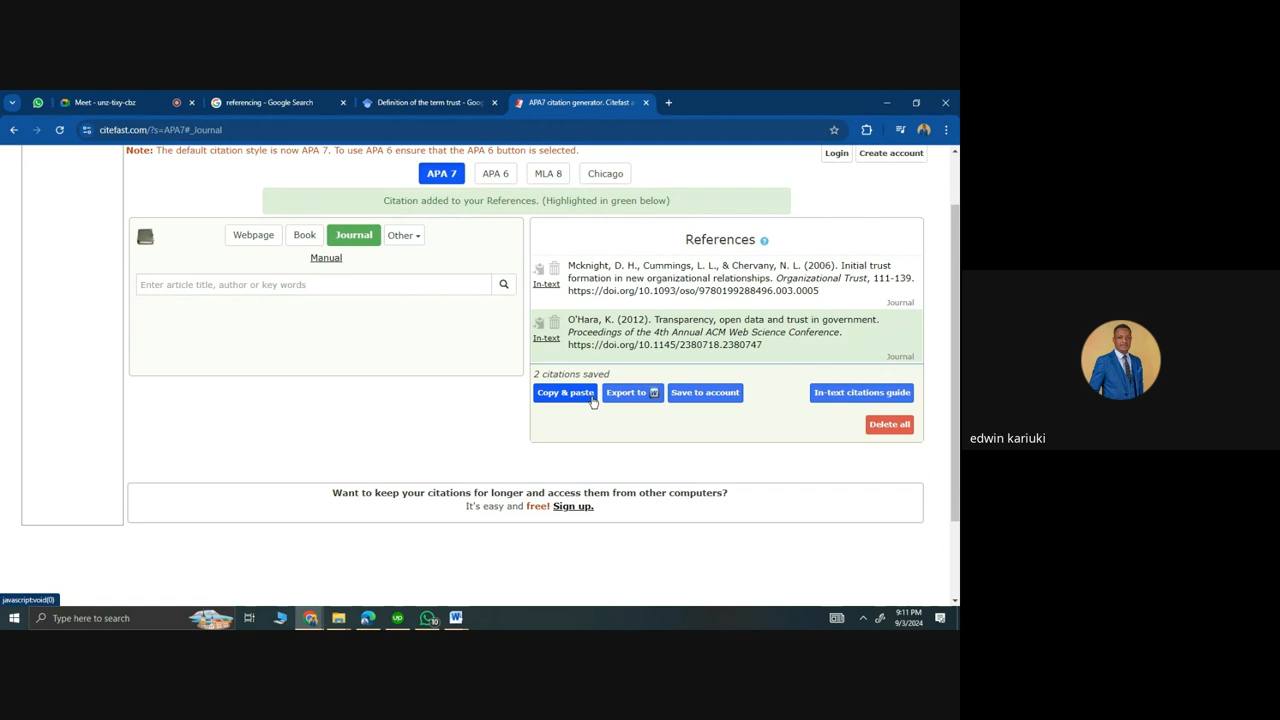 Meet - unz-tixy-cbz
referencing - Google Search
Definition of the term trust - Goo
APA7 citation generator. Citefast a
citefast.com/?s=APA7#_Journal
Note: The default citation style is now APA 7. To use APA 6 ensure that the APA 6 button is selected.
Login
Create account
APA 7
APA 6
MLA 8
Chicago
Citation added to your References. (Highlighted in green below)
Webpage
Book
Journal
Other
Manual
Enter article title, author or key words
References ?
Mcknight, D. H., Cummings, L. L., & Chervany, N. L. (2006). Initial trust
formation in new organizational relationships. Organizational Trust, 111-139.
https://doi.org/10.1093/oso/9780199288496.003.0005
In-text
Journal
O'Hara, K. (2012). Transparency, open data and trust in government.
Proceedings of the 4th Annual ACM Web Science Conference.
https://doi.org/10.1145/2380718.2380747
In-text
Journal
2 citations saved
Copy & paste
Export to
Save to account
In-text citations guide
Delete all
Want to keep your citations for longer and access them from other computers?
It's easy and free! Sign up.
edwin kariuki
javascript:void(0)
Type here to search
up
10
W
9:11 PM
9/3/2024